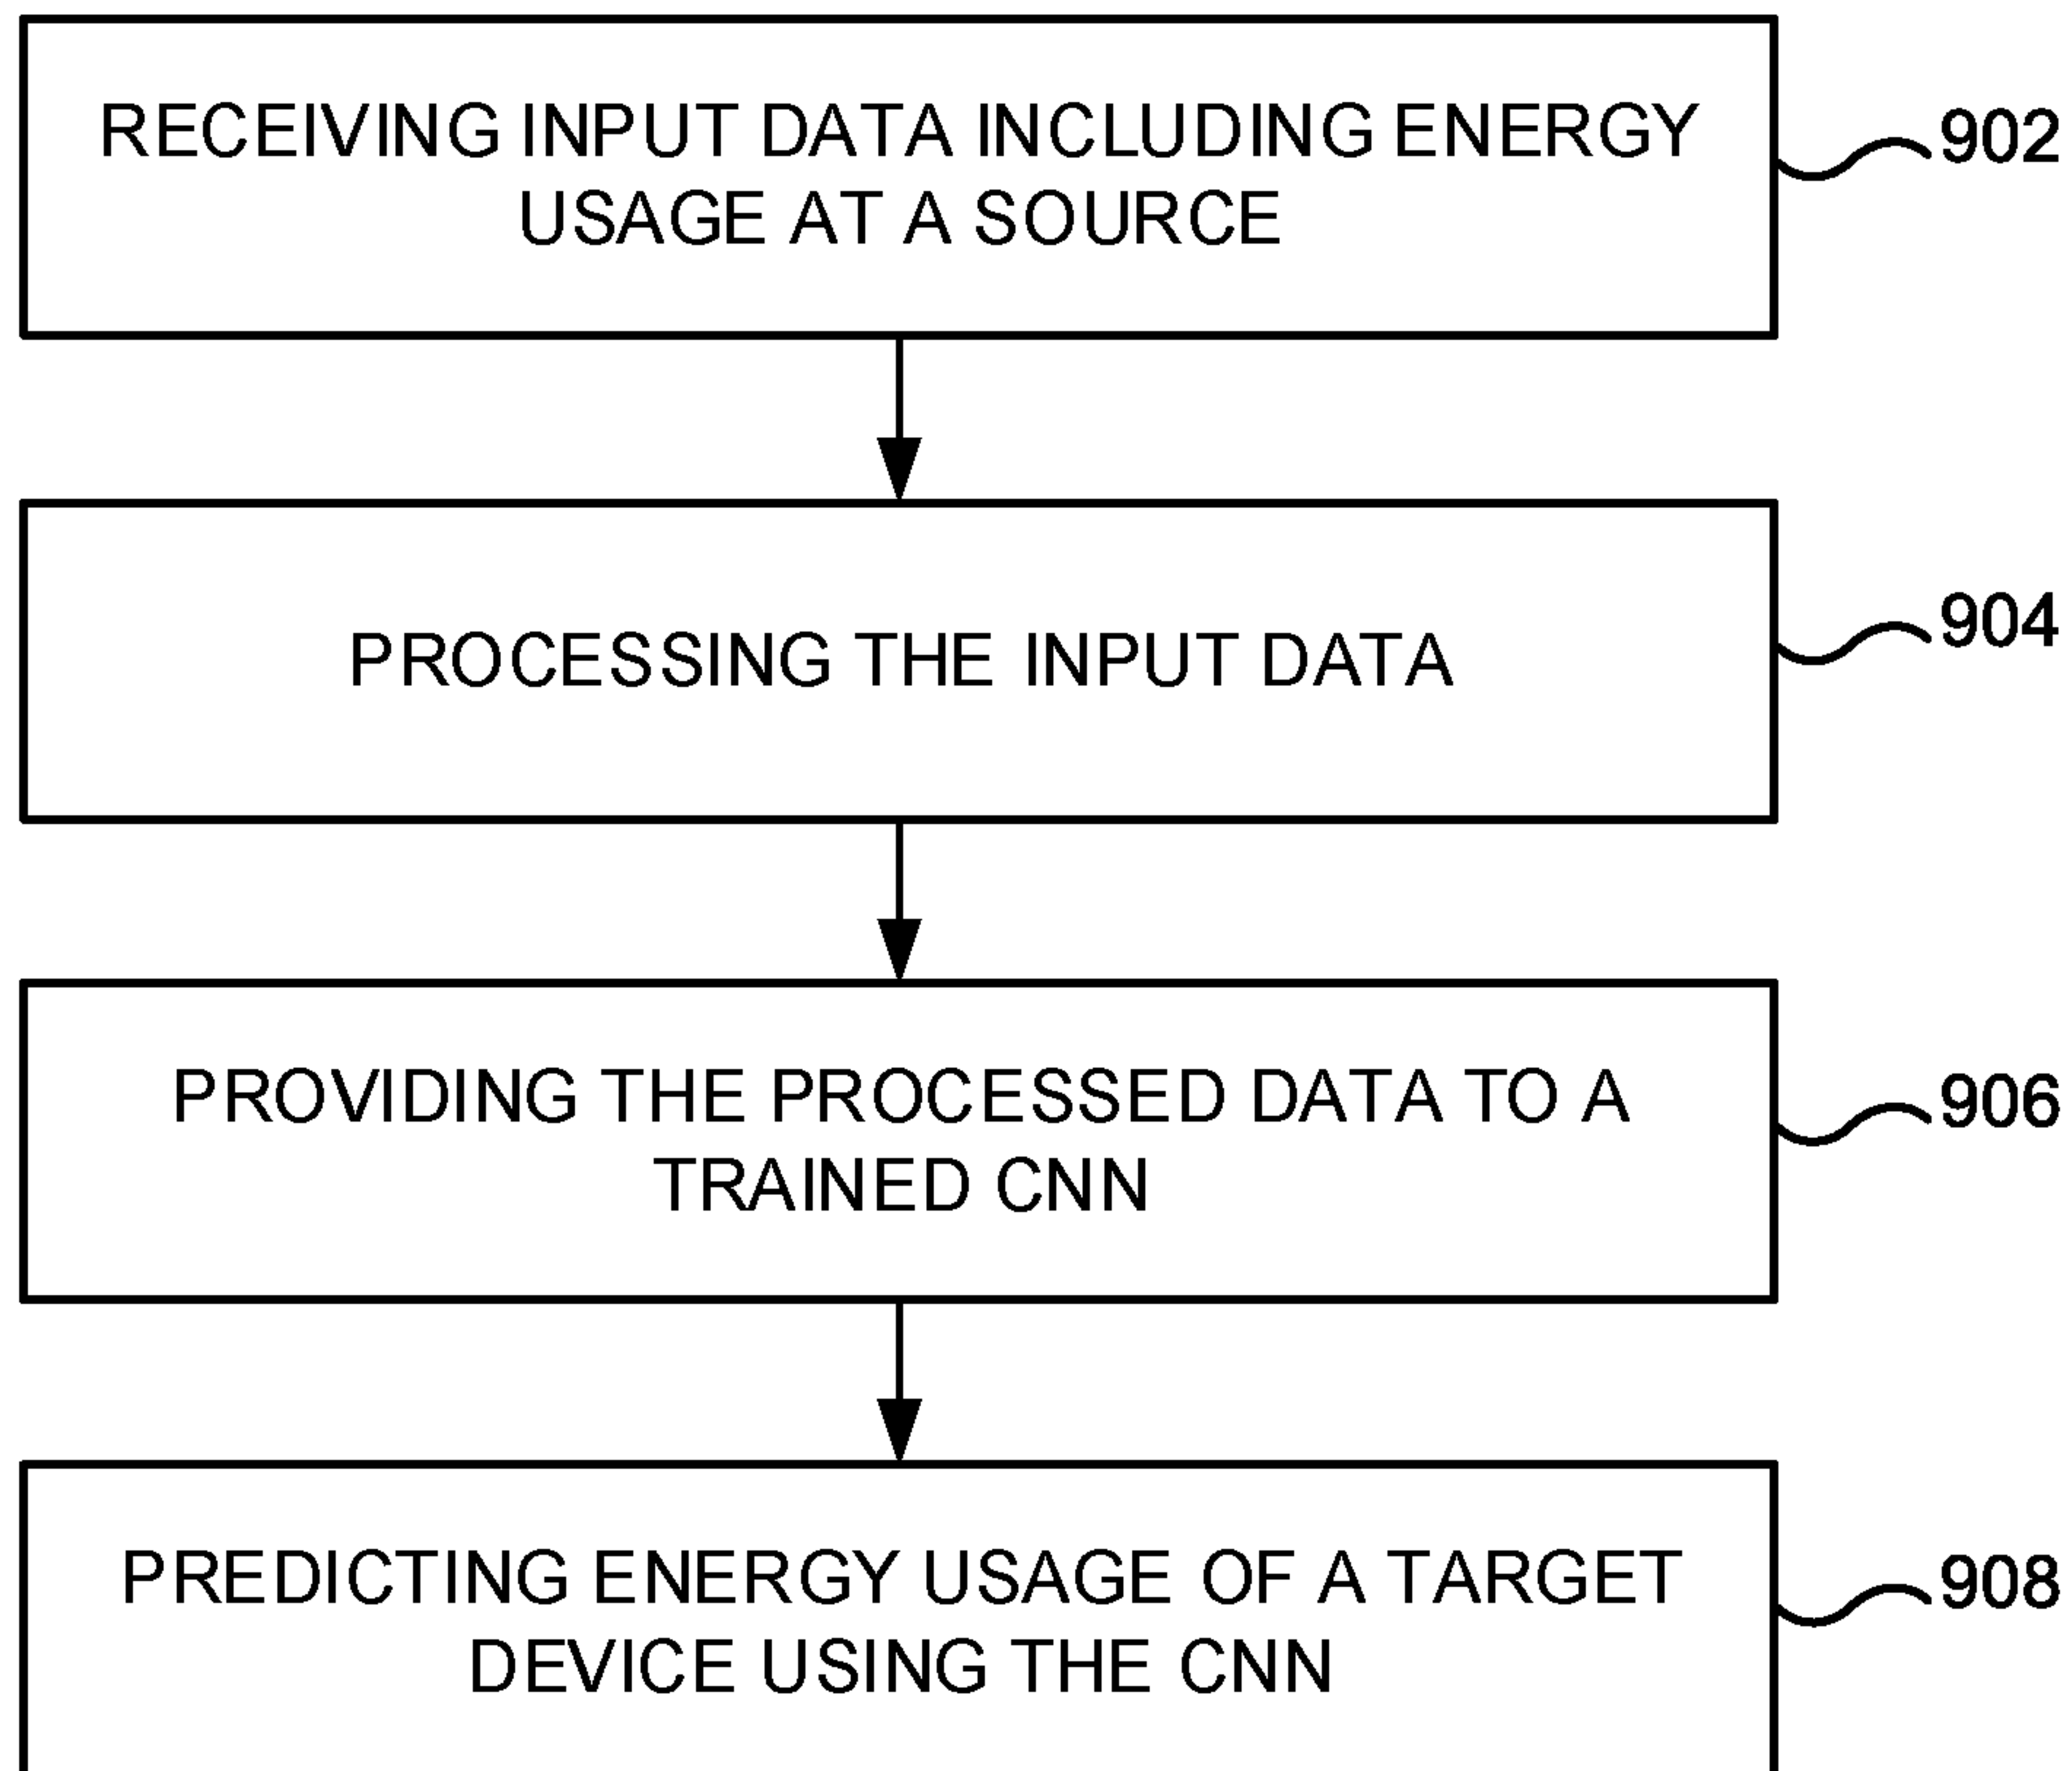 RECEIVING INPUT DATA INCLUDING ENERGY
USAGE AT A SOURCE
902
PROCESSING THE INPUT DATA
904
PROVIDING THE PROCESSED DATA TO A
TRAINED CNN
906
PREDICTING ENERGY USAGE OF A TARGET
DEVICE USING THE CNN
908